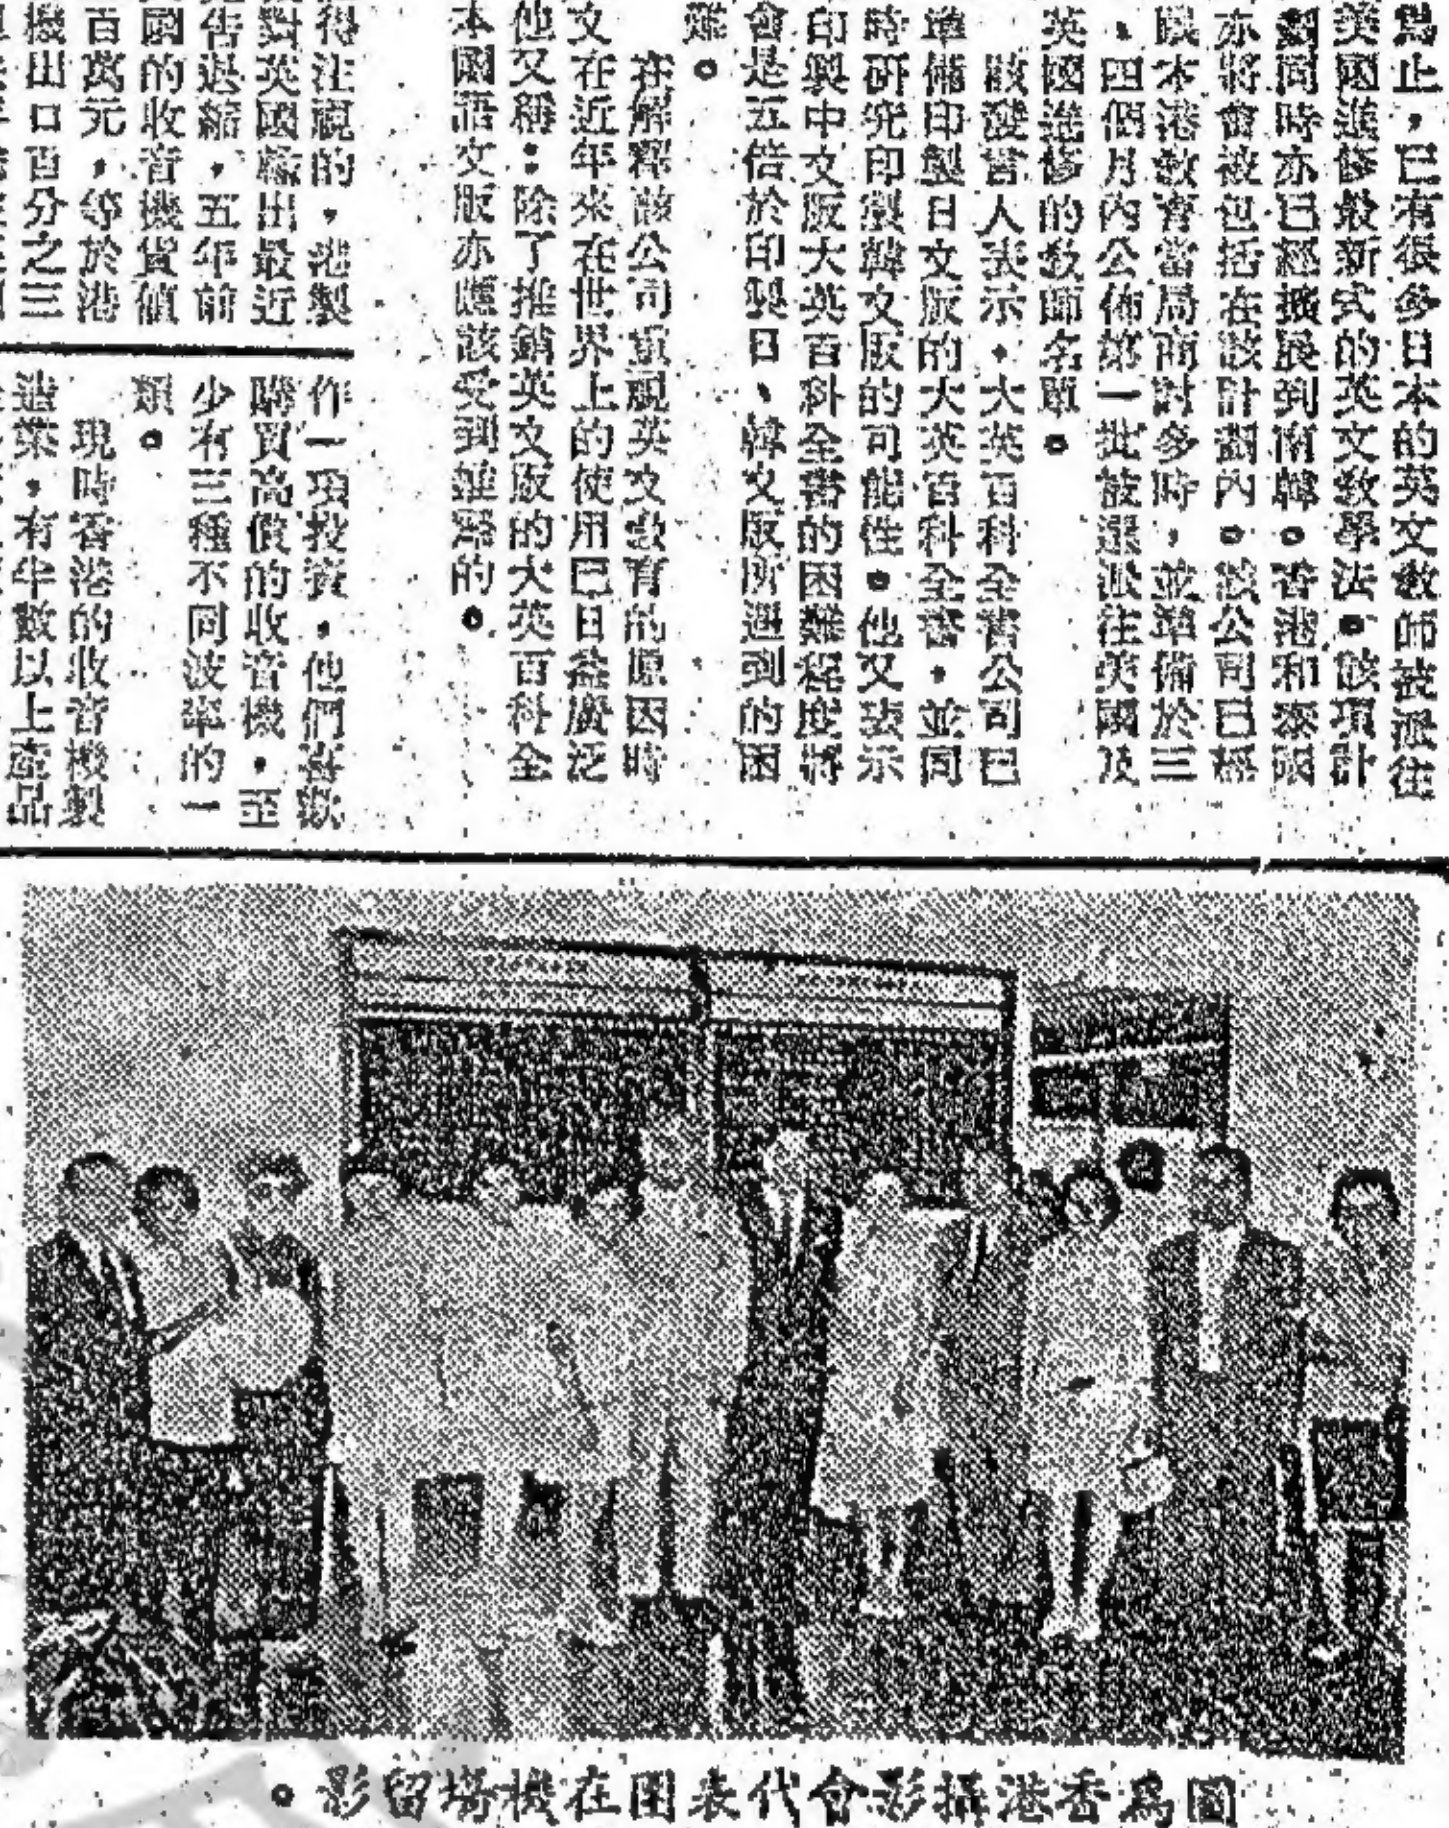 爲止，已有很多日本的英文敎師被派往
美國進修最新式的英文敎學法。該項計
劃同時亦已經擴展到南韓。香港和泰國
亦將會被包括在該計劃內。該公司已經
與本港敎育當局商討多時，並準備於三
、四個月內公佈第一批被選派往美國及
英國進修的敎師名單。
該發言人表示，大英百科全書公司已
準備印製日文版的大英百科全書，並同
時研究印製韓文版的可能性。他又表示
印製中文版大英百科全書的困難程度將
會是五倍於印製日、韓文版所遇到的困
難。
在解釋該公司重視英文敎育的原因時
文在近年來在世界上的使用已日益廣泛
他又稱：除了推銷英文版的大英百科全
本國語文版亦應該受到維護的。
得注視的，港製
對英國輸出最近
告退縮，五年前
國的收音機貨値
百萬元，等於港
機出口百分之三
作一項投資，他們喜歡
購買高價的收音機，至
少有三種不同波率的一
類。
現時香港的收音機製
造業，有半數以上產品
圖爲香港攝影會代表團在機塲留影。